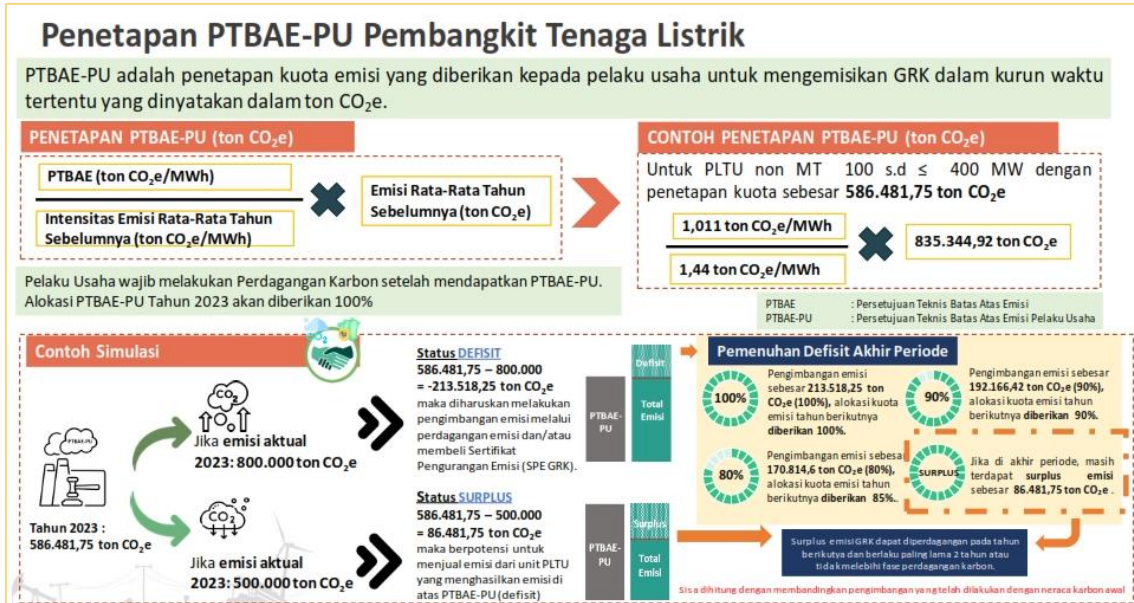 Penetapan PTBAE-PU Pembangkit Tenaga Listrik
PTBAE-PU adalah penetapan kuota emisi yang diberikan kepada pelaku usaha untuk mengemisikan GRK dalam kurun waktu
tertentu yang dinyatakan dalam ton CO₂e.
PENETAPAN PTBAE-PU (ton CO₂e)
PTBAE (ton CO₂e/MWh)
Intensitas Emisi Rata-Rata Tahun
Sebelumnya (ton CO₂e/MWh)
Emisi Rata-Rata Tahun
Sebelumnya (ton CO₂e)
CONTOH PENETAPAN PTBAE-PU (ton CO₂e)
Untuk PLTU non MT 100 s.d ≤ 400 MW dengan
penetapan kuota sebesar 586.481,75 ton CO₂e
1,011 ton CO₂e/MWh
1,44 ton CO₂e/MWh
835.344,92 ton CO₂e
Pelaku Usaha wajib melakukan Perdagangan Karbon setelah mendapatkan PTBAE-PU.
Alokasi PTBAE-PU Tahun 2023 akan diberikan 100%
PTBAE : Persetujuan Teknis Batas Atas Emisi
PTBAE-PU : Persetujuan Teknis Batas Atas Emisi Pelaku Usaha
Contoh Simulasi
CO₂
PTBAE-PU
Tahun 2023 :
586.481,75 ton CO₂e
CO₂
Jika emisi aktual
2023: 800.000 ton CO₂e
CO₂
Jika emisi aktual
2023: 500.000 ton CO₂e
Status DEFISIT
586.481,75 – 800.000
= -213.518,25 ton CO₂e
maka diharuskan melakukan
pengimbangan emisi melalui
perdagangan emisi dan/atau
membeli Sertifikat
Pengurangan Emisi (SPE GRK).
Status SURPLUS
586.481,75 – 500.000
= 86.481,75 ton CO₂e
maka berpotensi untuk
menjual emisi dari unit PLTU
yang menghasilkan emisi di
atas PTBAE-PU (defisit)
PTBAE-
PU
Defisit
Total
Emisi
PTBAE-
PU
Surplus
Total
Emisi
Pemenuhan Defisit Akhir Periode
100%
Pengimbangan emisi
sebesar 213.518,25 ton
CO₂e (100%), alokasi kuota
emisi tahun berikutnya
diberikan 100%.
90%
Pengimbangan emisi sebesar
192.166,42 ton CO₂e (90%),
alokasi kuota emisi tahun
berikutnya diberikan 90%.
80%
Pengimbangan emisi sebesar
170.814,6 ton CO₂e (80%),
alokasi kuota emisi tahun
berikutnya diberikan 85%.
SURPLUS
Jika di akhir periode, masih
terdapat surplus emisi
sebesar 86.481,75 ton CO₂e .
Surplus emisi GRK dapat diperdagangan pada tahun
berikutya dan berlaku paling lama 2 tahun atau
tidak melebihi fase perdagangan karbon.
Sisa dihitung dengan membandingkan pengimbangan yang telah dilakukan dengan neraca karbon awal